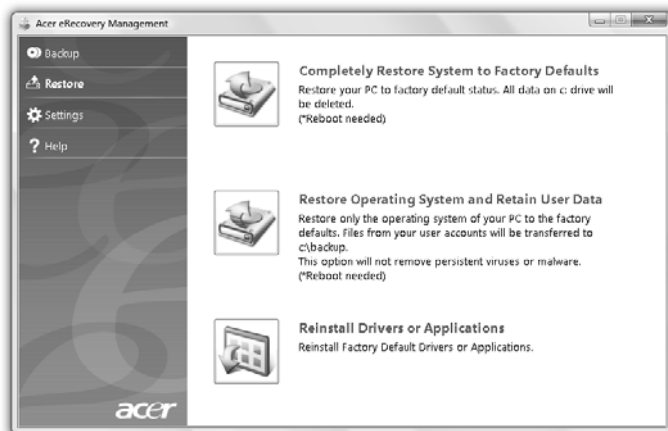 Acer eRecovery Management
Backup
Restore
Settings
Help
Completely Restore System to Factory Defaults
Restore your PC to factory default status. All data on c: drive will
be deleted.
(*Reboot needed)
Restore Operating System and Retain User Data
Restore only the operating system of your PC to the factory
defaults. Files from your user accounts will be transferred to
c:\backup.
This option will not remove persistent viruses or malware.
(*Reboot needed)
Reinstall Drivers or Applications
Reinstall Factory Default Drivers or Applications.
acer